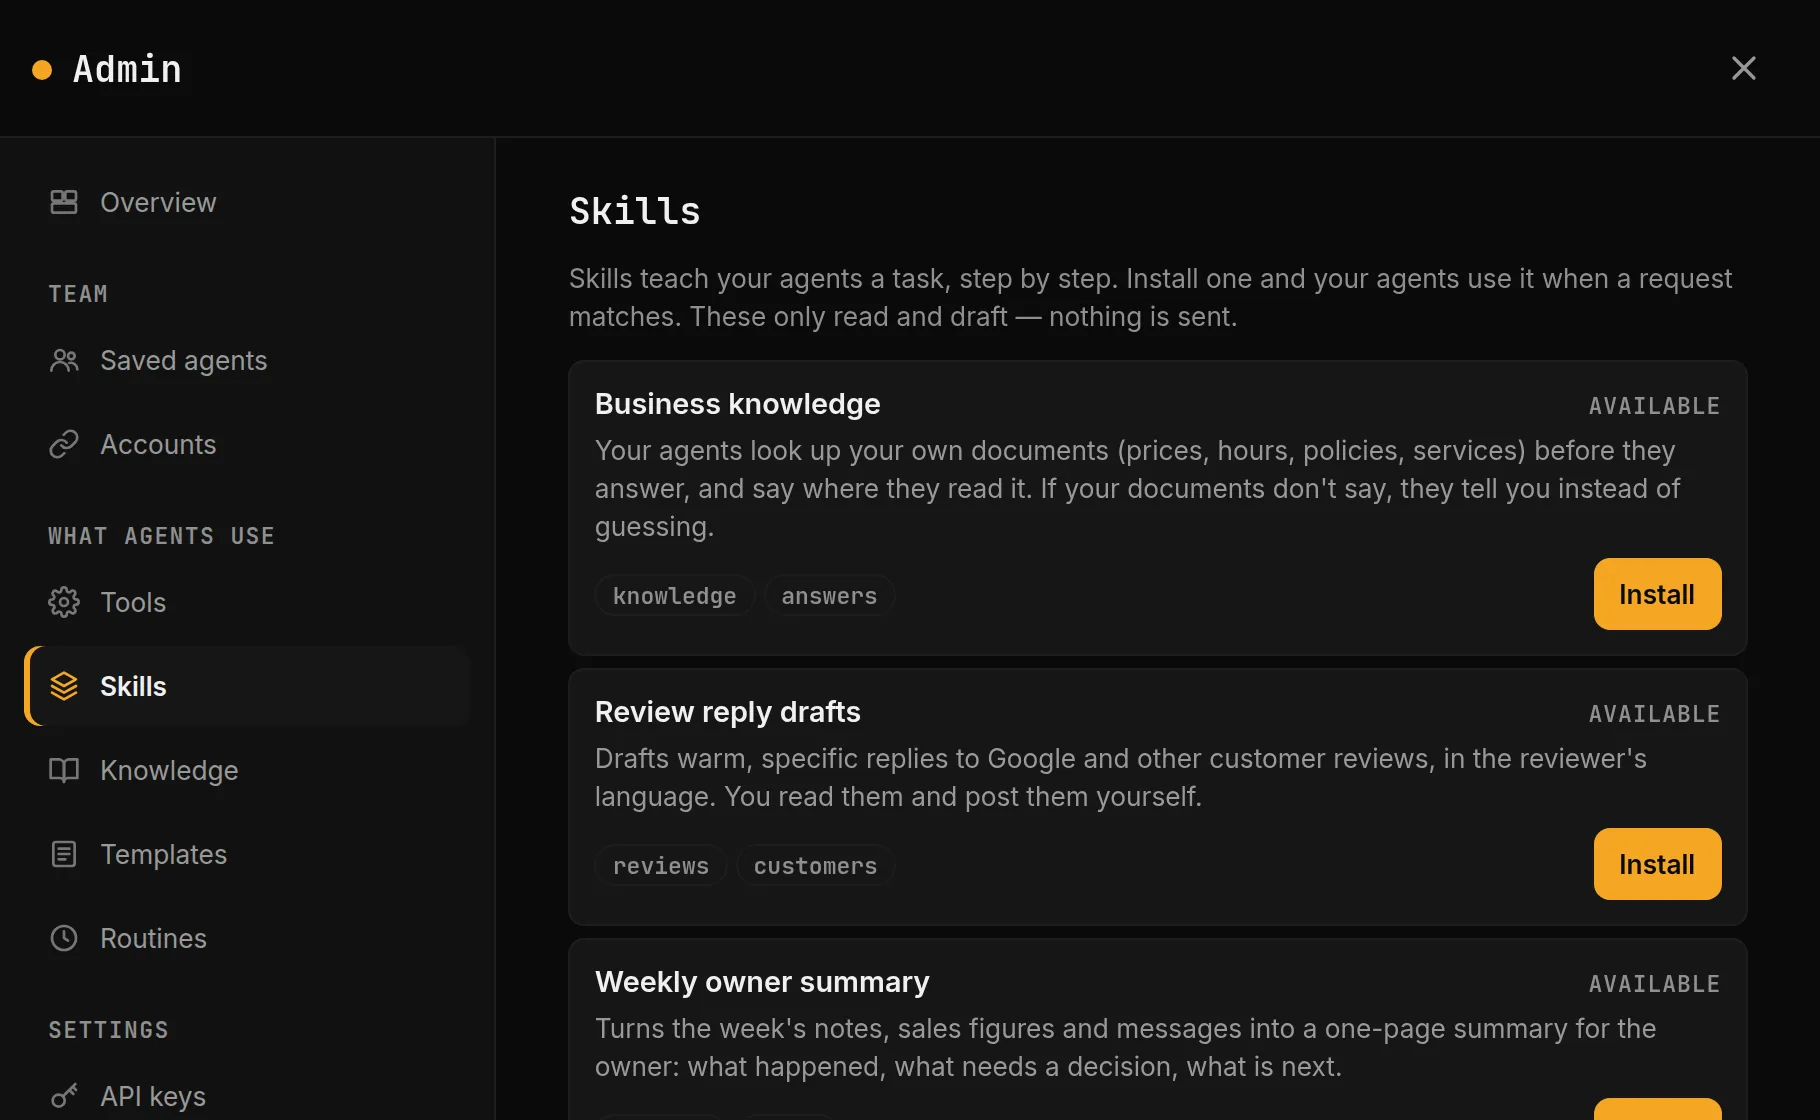 Admin
Overview
TEAM
Saved agents
Accounts
WHAT AGENTS USE
Tools
Skills
Knowledge
Templates
Routines
SETTINGS
API keys
Skills
Skills teach your agents a task, step by step. Install one and your agents use it when a request
matches. These only read and draft — nothing is sent.
Business knowledge
AVAILABLE
Your agents look up your own documents (prices, hours, policies, services) before they
answer, and say where they read it. If your documents don't say, they tell you instead of
guessing.
knowledge answers
Install
Review reply drafts
AVAILABLE
Drafts warm, specific replies to Google and other customer reviews, in the reviewer's
language. You read them and post them yourself.
reviews customers
Install
Weekly owner summary
AVAILABLE
Turns the week's notes, sales figures and messages into a one-page summary for the
owner: what happened, what needs a decision, what is next.